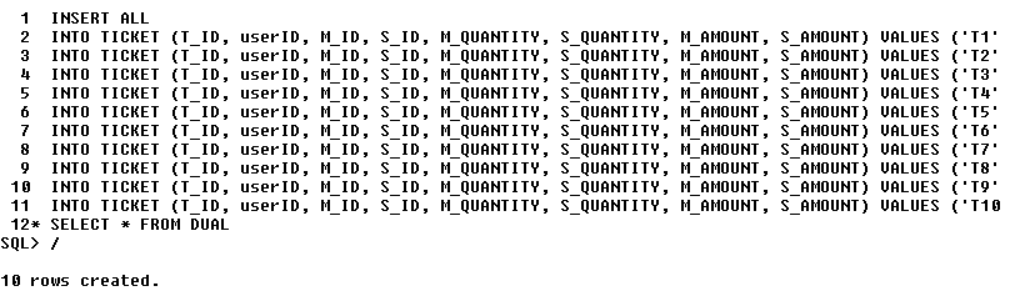 1 INSERT ALL
2 INTO TICKET (T_ID, userID, M_ID, S_ID, M_QUANTITY, S_QUANTITY, M_AMOUNT, S_AMOUNT) VALUES ('T1'
3 INTO TICKET (T_ID, userID, M_ID, S_ID, M_QUANTITY, S_QUANTITY, M_AMOUNT, S_AMOUNT) VALUES ('T2'
4 INTO TICKET (T_ID, userID, M_ID, S_ID, M_QUANTITY, S_QUANTITY, M_AMOUNT, S_AMOUNT) VALUES ('T3'
5 INTO TICKET (T_ID, userID, M_ID, S_ID, M_QUANTITY, S_QUANTITY, M_AMOUNT, S_AMOUNT) VALUES ('T4'
6 INTO TICKET (T_ID, userID, M_ID, S_ID, M_QUANTITY, S_QUANTITY, M_AMOUNT, S_AMOUNT) VALUES ('T5'
7 INTO TICKET (T_ID, userID, M_ID, S_ID, M_QUANTITY, S_QUANTITY, M_AMOUNT, S_AMOUNT) VALUES ('T6'
8 INTO TICKET (T_ID, userID, M_ID, S_ID, M_QUANTITY, S_QUANTITY, M_AMOUNT, S_AMOUNT) VALUES ('T7'
9 INTO TICKET (T_ID, userID, M_ID, S_ID, M_QUANTITY, S_QUANTITY, M_AMOUNT, S_AMOUNT) VALUES ('T8'
10 INTO TICKET (T_ID, userID, M_ID, S_ID, M_QUANTITY, S_QUANTITY, M_AMOUNT, S_AMOUNT) VALUES ('T9'
11 INTO TICKET (T_ID, userID, M_ID, S_ID, M_QUANTITY, S_QUANTITY, M_AMOUNT, S_AMOUNT) VALUES ('T10
12* SELECT * FROM DUAL
SQL> /
10 rows created.